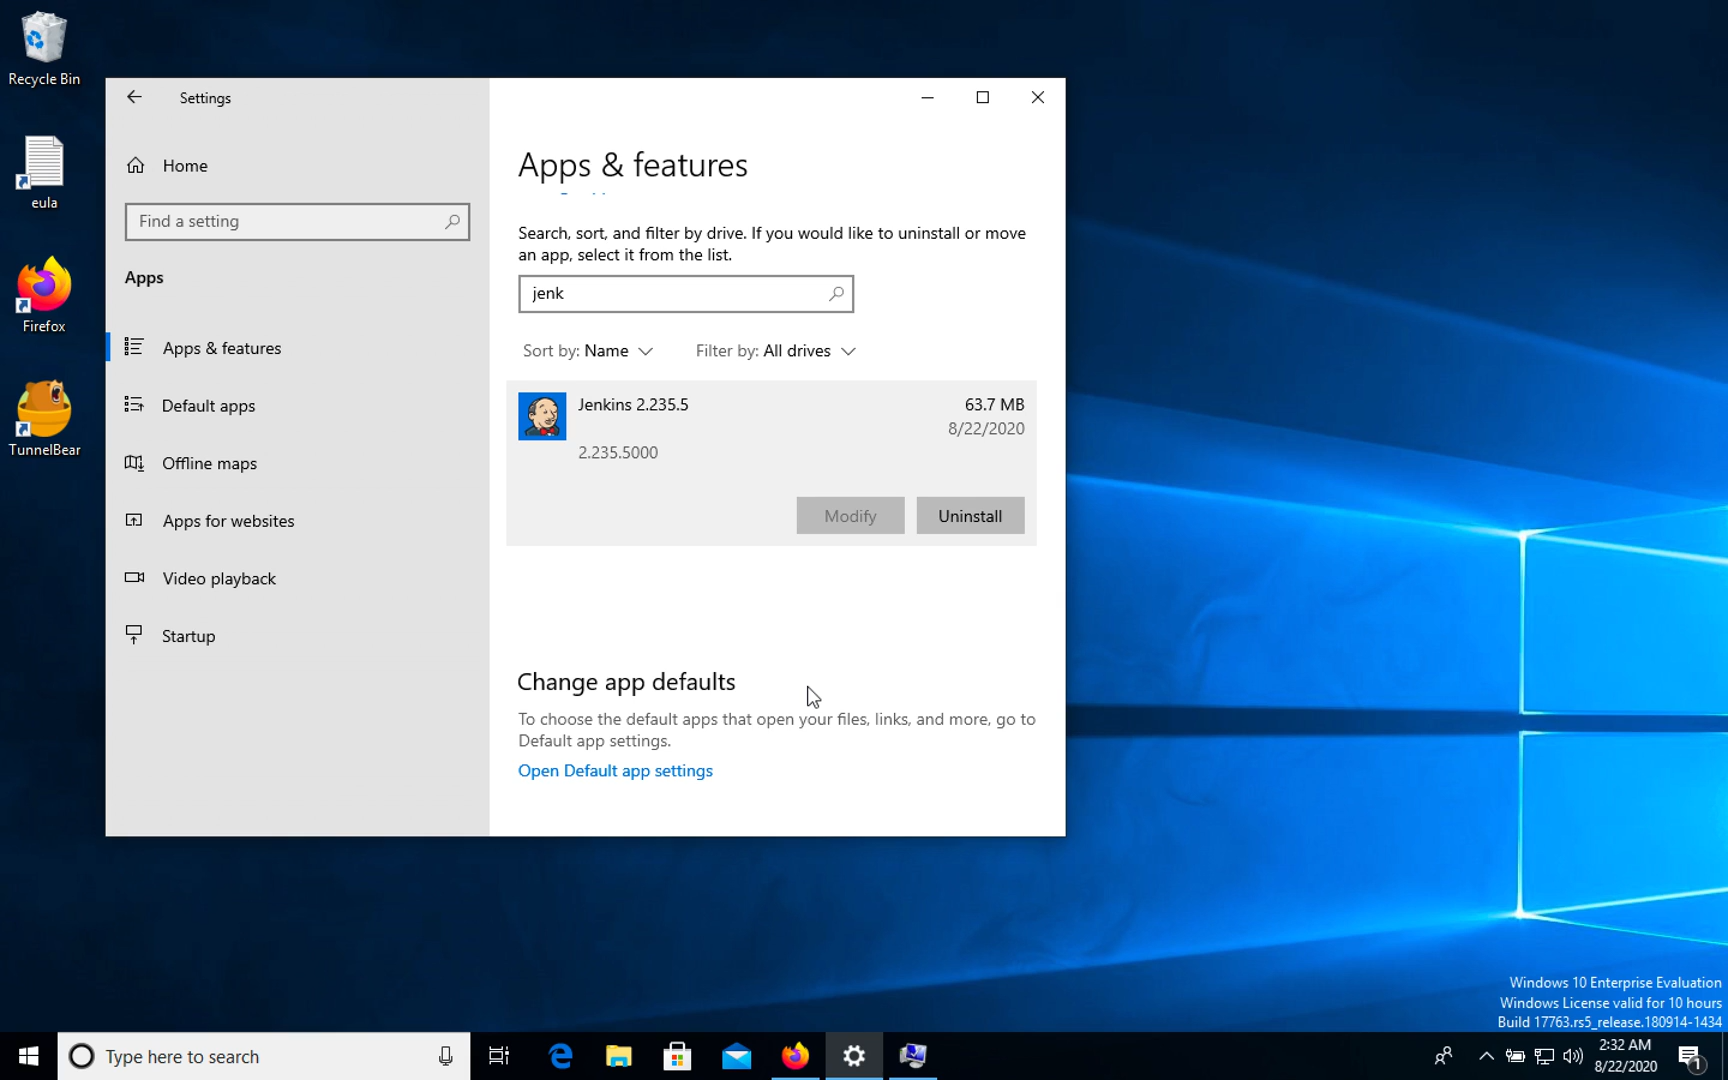 Recycle Bin
eula
Firefox
TunnelBear
Settings
Home
Find a setting
Apps
Apps & features
Default apps
Offline maps
Apps for websites
Video playback
Startup
Apps & features
Search, sort, and filter by drive. If you would like to uninstall or move
an app, select it from the list.
jenk
Sort by: Name
Filter by: All drives
Jenkins 2.235.5
63.7 MB
8/22/2020
2.235.5000
Modify
Uninstall
Change app defaults
To choose the default apps that open your files, links, and more, go to
Default app settings.
Open Default app settings
Windows 10 Enterprise Evaluation
Windows License valid for 10 hours
Build 17763.rs5_release.180914-1434
Type here to search
2:32 AM
8/22/2020
1